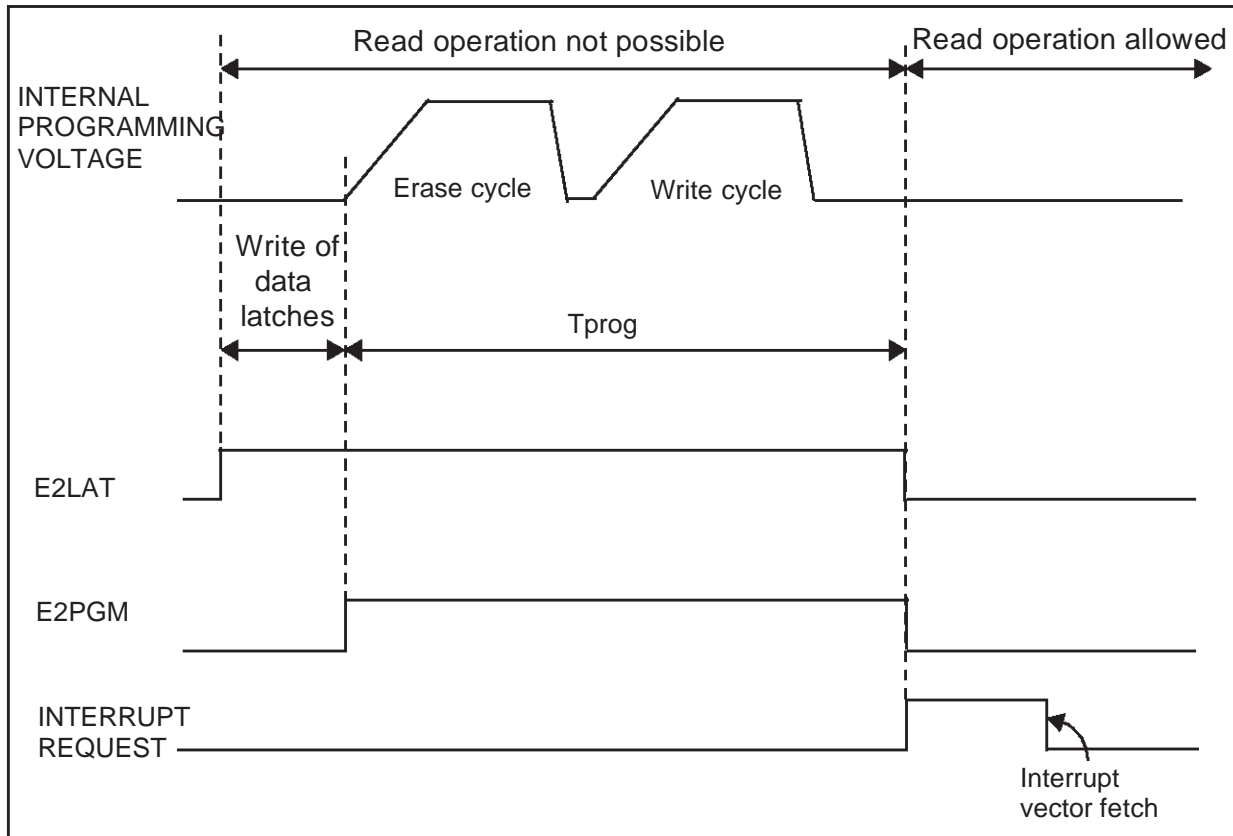 Read operation not possible
Read operation allowed
INTERNAL
PROGRAMMING
VOLTAGE
Erase cycle
Write cycle
Write of
data
latches
Tprog
E2LAT
E2PGM
INTERRUPT
REQUEST
Interrupt
vector fetch